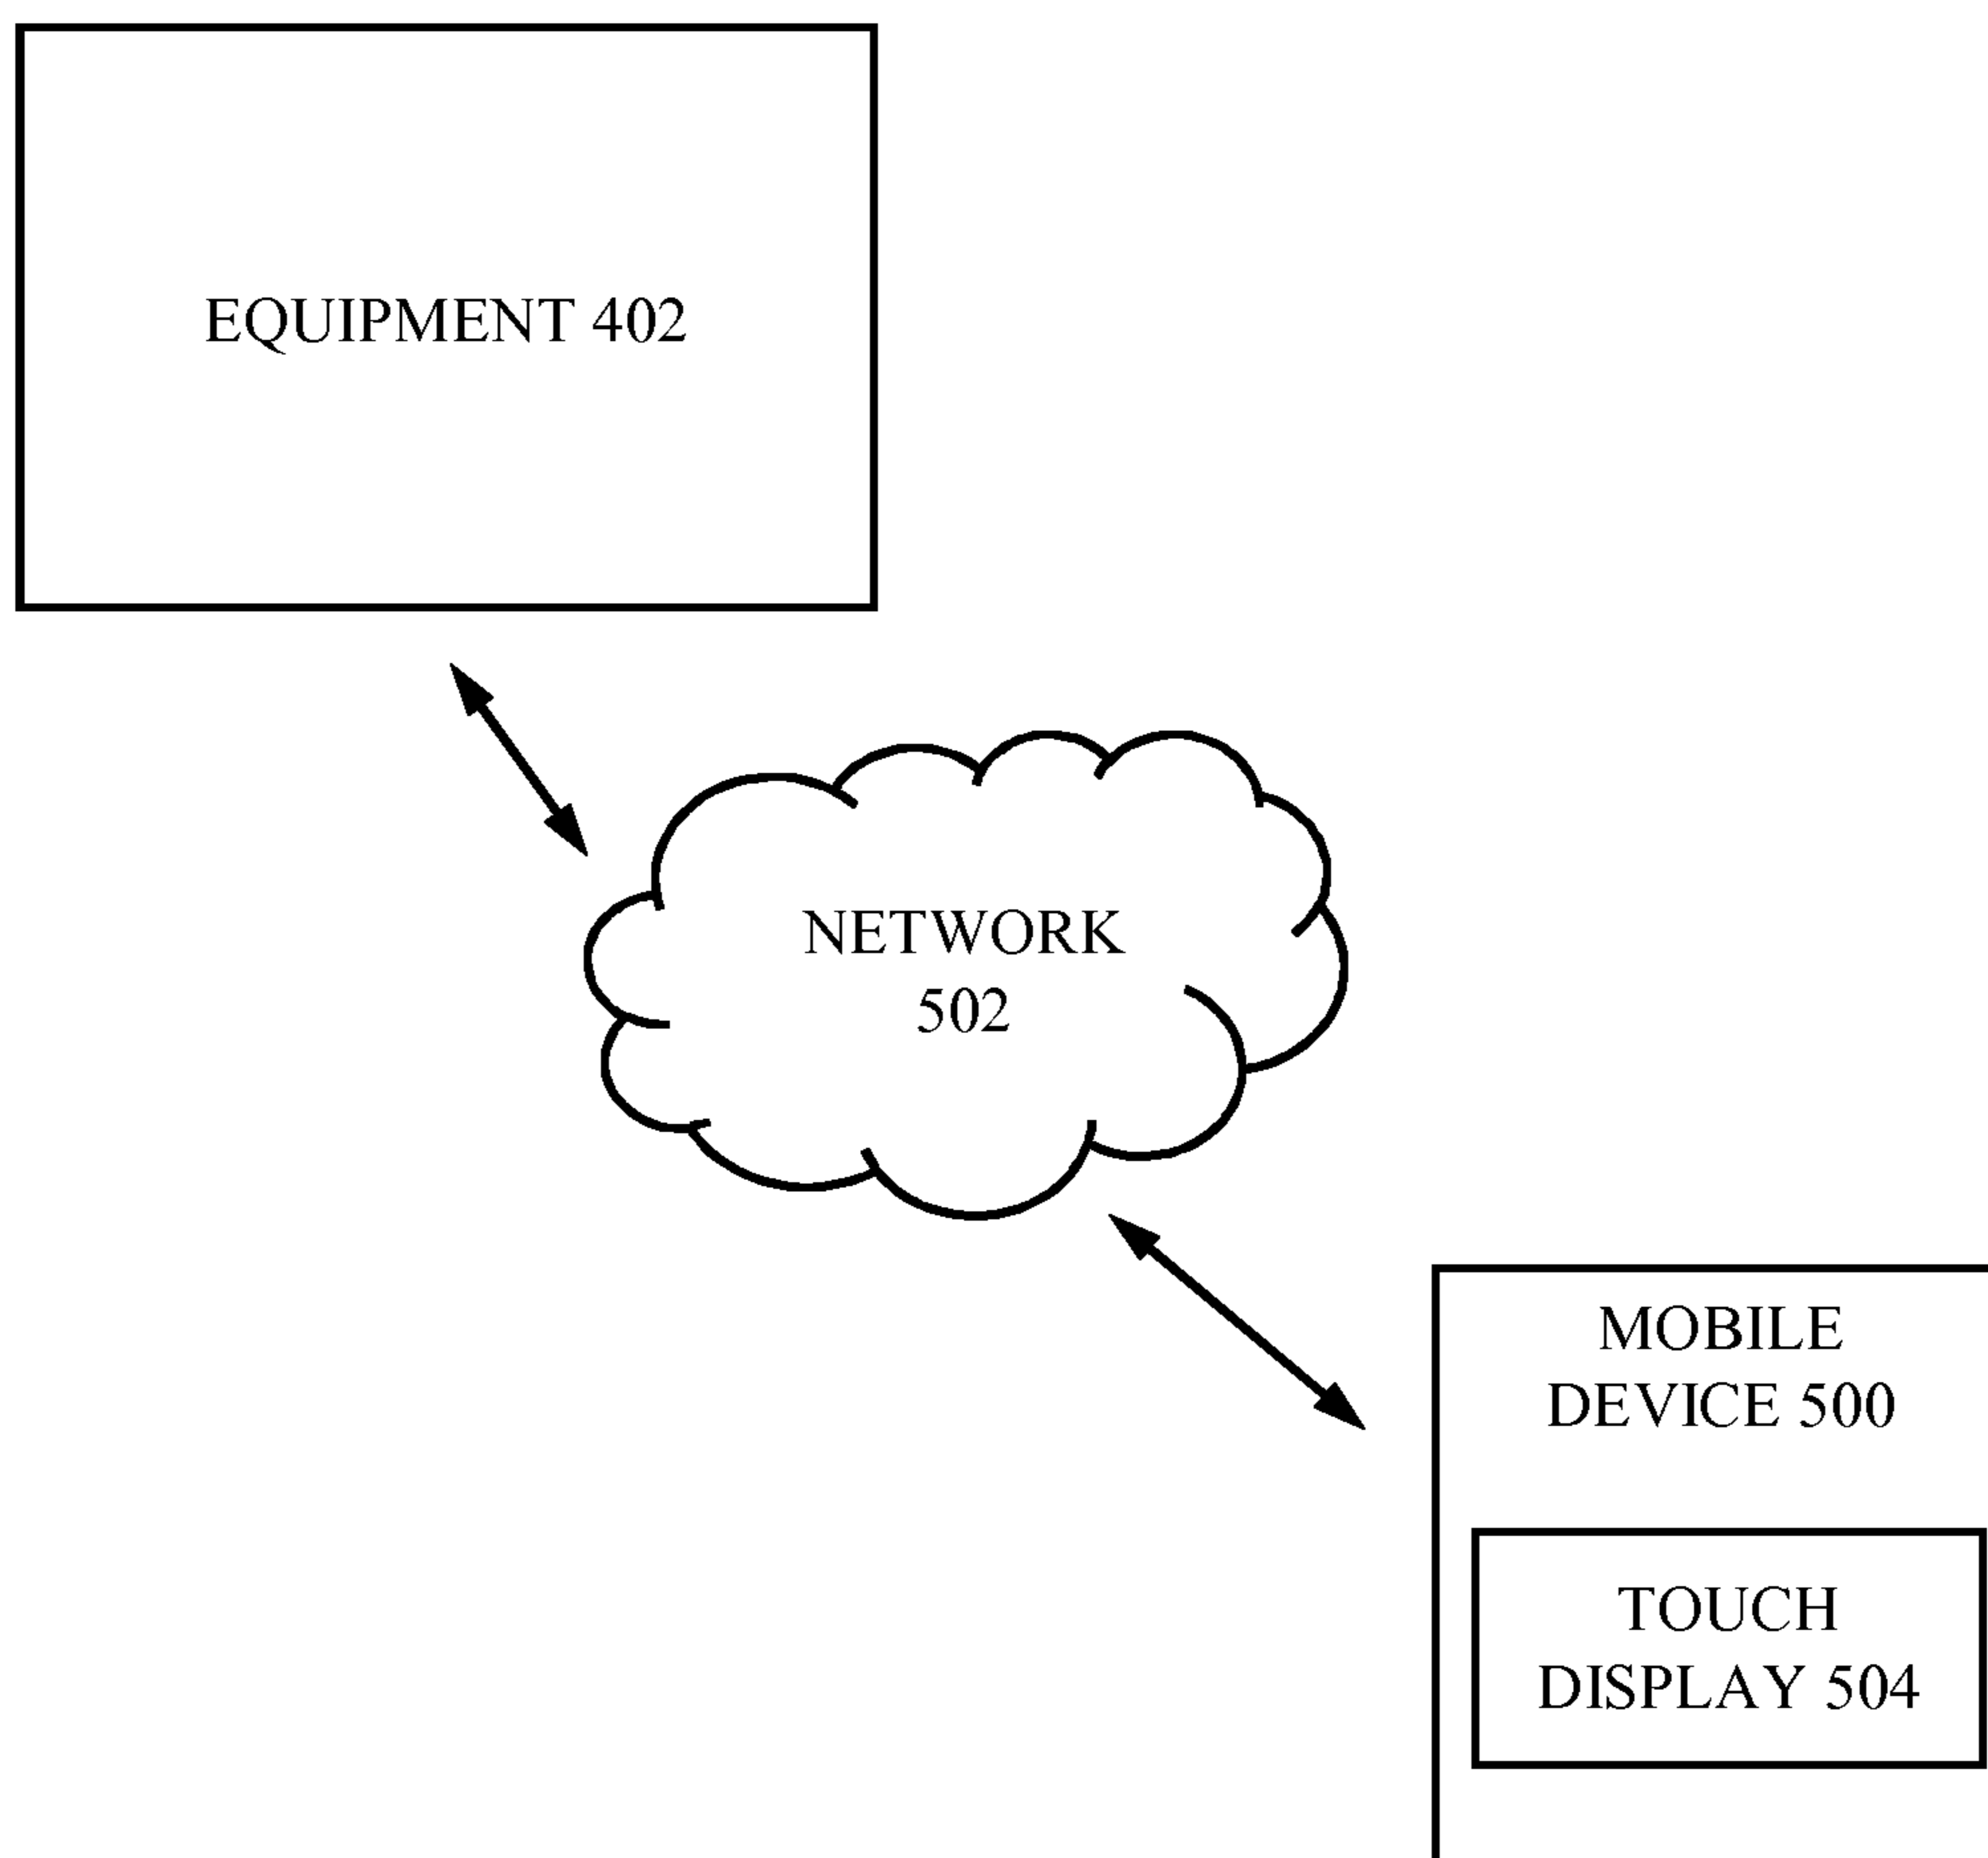 EQUIPMENT 402
NETWORK
502
MOBILE
DEVICE 500
TOUCH
DISPLAY 504